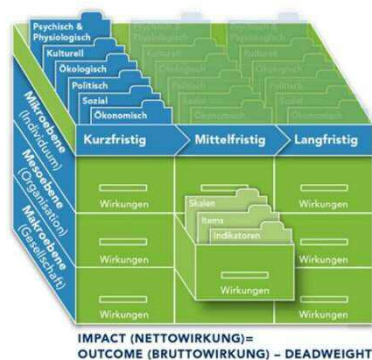 Psychisch &
Physiologisch
Kulturell
Ökologisch
Politisch
Sozial
Ökonomisch
Mikroebene
(Individuum)
Mesoebene
(Organisation)
Makroebene
(Gesellschaft)
Kurzfristig
Mittelfristig
Langfristig
Wirkungen
Wirkungen
Skalen
Items
Indikatoren
Wirkungen
Wirkungen
Wirkungen
Wirkungen
Wirkungen
Wirkungen
IMPACT (NETTOWIRKUNG)=
OUTCOME (BRUTTOWIRKUNG) – DEADWEIGHT